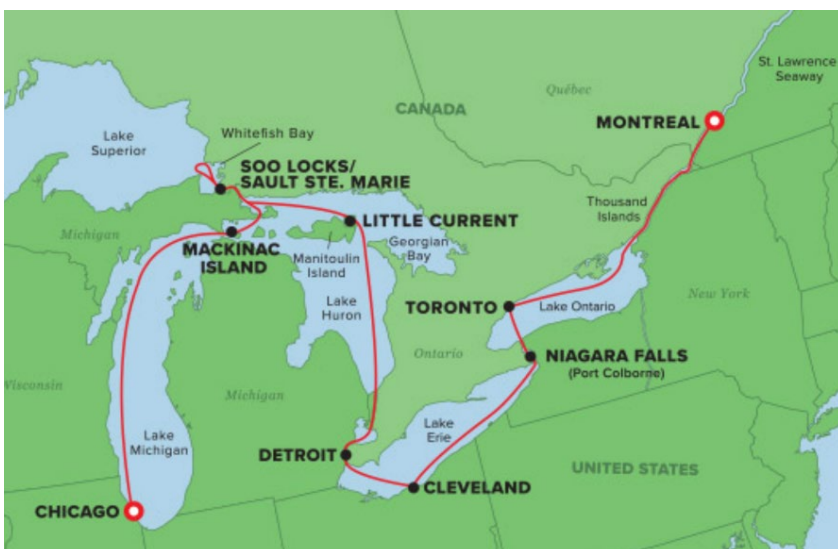 St. Lawrence
Seaway
Québec
CANADA
MONTREAL
Whitefish Bay
Lake
Superior
SOO LOCKS/
SAULT STE. MARIE
Thousand
Islands
LITTLE CURRENT
Michigan
MACKINAC
ISLAND
Manitoulin
Island
Georgian
Bay
Lake
Huron
TORONTO
Lake Ontario
New York
Ontario
NIAGARA FALLS
(Port Colborne)
Wisconsin
Michigan
Lake
Michigan
Lake
Erie
DETROIT
UNITED STATES
CLEVELAND
CHICAGO